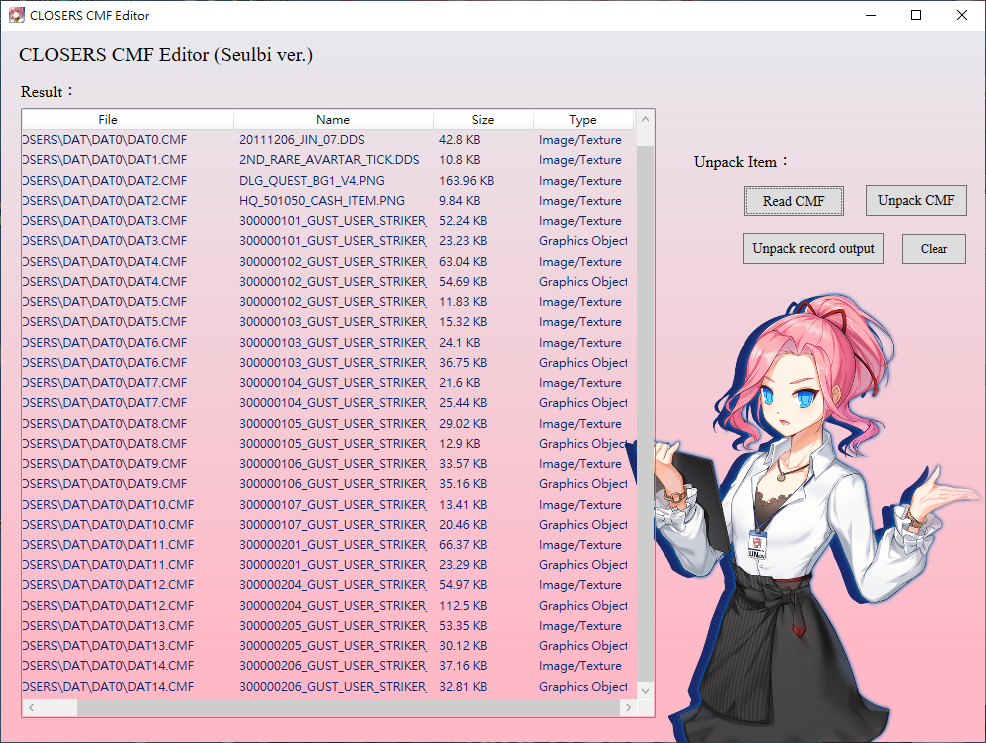 CLOSERS CMF Editor
CLOSERS CMF Editor (Seulbi ver.)
Result：
File Name Size Type
OSERS\DAT\DAT0\DAT0.CMF 20111206_JIN_07.DDS 42.8 KB Image/Texture
OSERS\DAT\DAT0\DAT1.CMF 2ND_RARE_AVARTAR_TICK.DDS 10.8 KB Image/Texture
OSERS\DAT\DAT0\DAT2.CMF DLG_QUEST_BG1_V4.PNG 163.96 KB Image/Texture
OSERS\DAT\DAT0\DAT2.CMF HQ_501050_CASH_ITEM.PNG 9.84 KB Image/Texture
OSERS\DAT\DAT0\DAT3.CMF 300000101_GUST_USER_STRIKER_ 52.24 KB Image/Texture
OSERS\DAT\DAT0\DAT3.CMF 300000101_GUST_USER_STRIKER_ 23.23 KB Graphics Object
OSERS\DAT\DAT0\DAT4.CMF 300000102_GUST_USER_STRIKER_ 63.04 KB Image/Texture
OSERS\DAT\DAT0\DAT4.CMF 300000102_GUST_USER_STRIKER_ 54.69 KB Graphics Object
OSERS\DAT\DAT0\DAT5.CMF 300000102_GUST_USER_STRIKER_ 11.83 KB Image/Texture
OSERS\DAT\DAT0\DAT5.CMF 300000103_GUST_USER_STRIKER_ 15.32 KB Image/Texture
OSERS\DAT\DAT0\DAT6.CMF 300000103_GUST_USER_STRIKER_ 24.1 KB Image/Texture
OSERS\DAT\DAT0\DAT6.CMF 300000103_GUST_USER_STRIKER_ 36.75 KB Graphics Object
OSERS\DAT\DAT0\DAT7.CMF 300000104_GUST_USER_STRIKER_ 21.6 KB Image/Texture
OSERS\DAT\DAT0\DAT7.CMF 300000104_GUST_USER_STRIKER_ 25.44 KB Graphics Object
OSERS\DAT\DAT0\DAT8.CMF 300000105_GUST_USER_STRIKER_ 29.02 KB Image/Texture
OSERS\DAT\DAT0\DAT8.CMF 300000105_GUST_USER_STRIKER_ 12.9 KB Graphics Object
OSERS\DAT\DAT0\DAT9.CMF 300000106_GUST_USER_STRIKER_ 33.57 KB Image/Texture
OSERS\DAT\DAT0\DAT9.CMF 300000106_GUST_USER_STRIKER_ 35.16 KB Graphics Object
OSERS\DAT\DAT0\DAT10.CMF 300000107_GUST_USER_STRIKER_ 13.41 KB Image/Texture
OSERS\DAT\DAT0\DAT10.CMF 300000107_GUST_USER_STRIKER_ 20.46 KB Graphics Object
OSERS\DAT\DAT0\DAT11.CMF 300000201_GUST_USER_STRIKER_ 66.37 KB Image/Texture
OSERS\DAT\DAT0\DAT11.CMF 300000201_GUST_USER_STRIKER_ 23.29 KB Graphics Object
OSERS\DAT\DAT0\DAT12.CMF 300000204_GUST_USER_STRIKER_ 54.97 KB Image/Texture
OSERS\DAT\DAT0\DAT12.CMF 300000204_GUST_USER_STRIKER_ 112.5 KB Graphics Object
OSERS\DAT\DAT0\DAT13.CMF 300000205_GUST_USER_STRIKER_ 53.35 KB Image/Texture
OSERS\DAT\DAT0\DAT13.CMF 300000205_GUST_USER_STRIKER_ 30.12 KB Graphics Object
OSERS\DAT\DAT0\DAT14.CMF 300000206_GUST_USER_STRIKER_ 37.16 KB Image/Texture
OSERS\DAT\DAT0\DAT14.CMF 300000206_GUST_USER_STRIKER_ 32.81 KB Graphics Object
Unpack Item：
Read CMF
Unpack CMF
Unpack record output
Clear